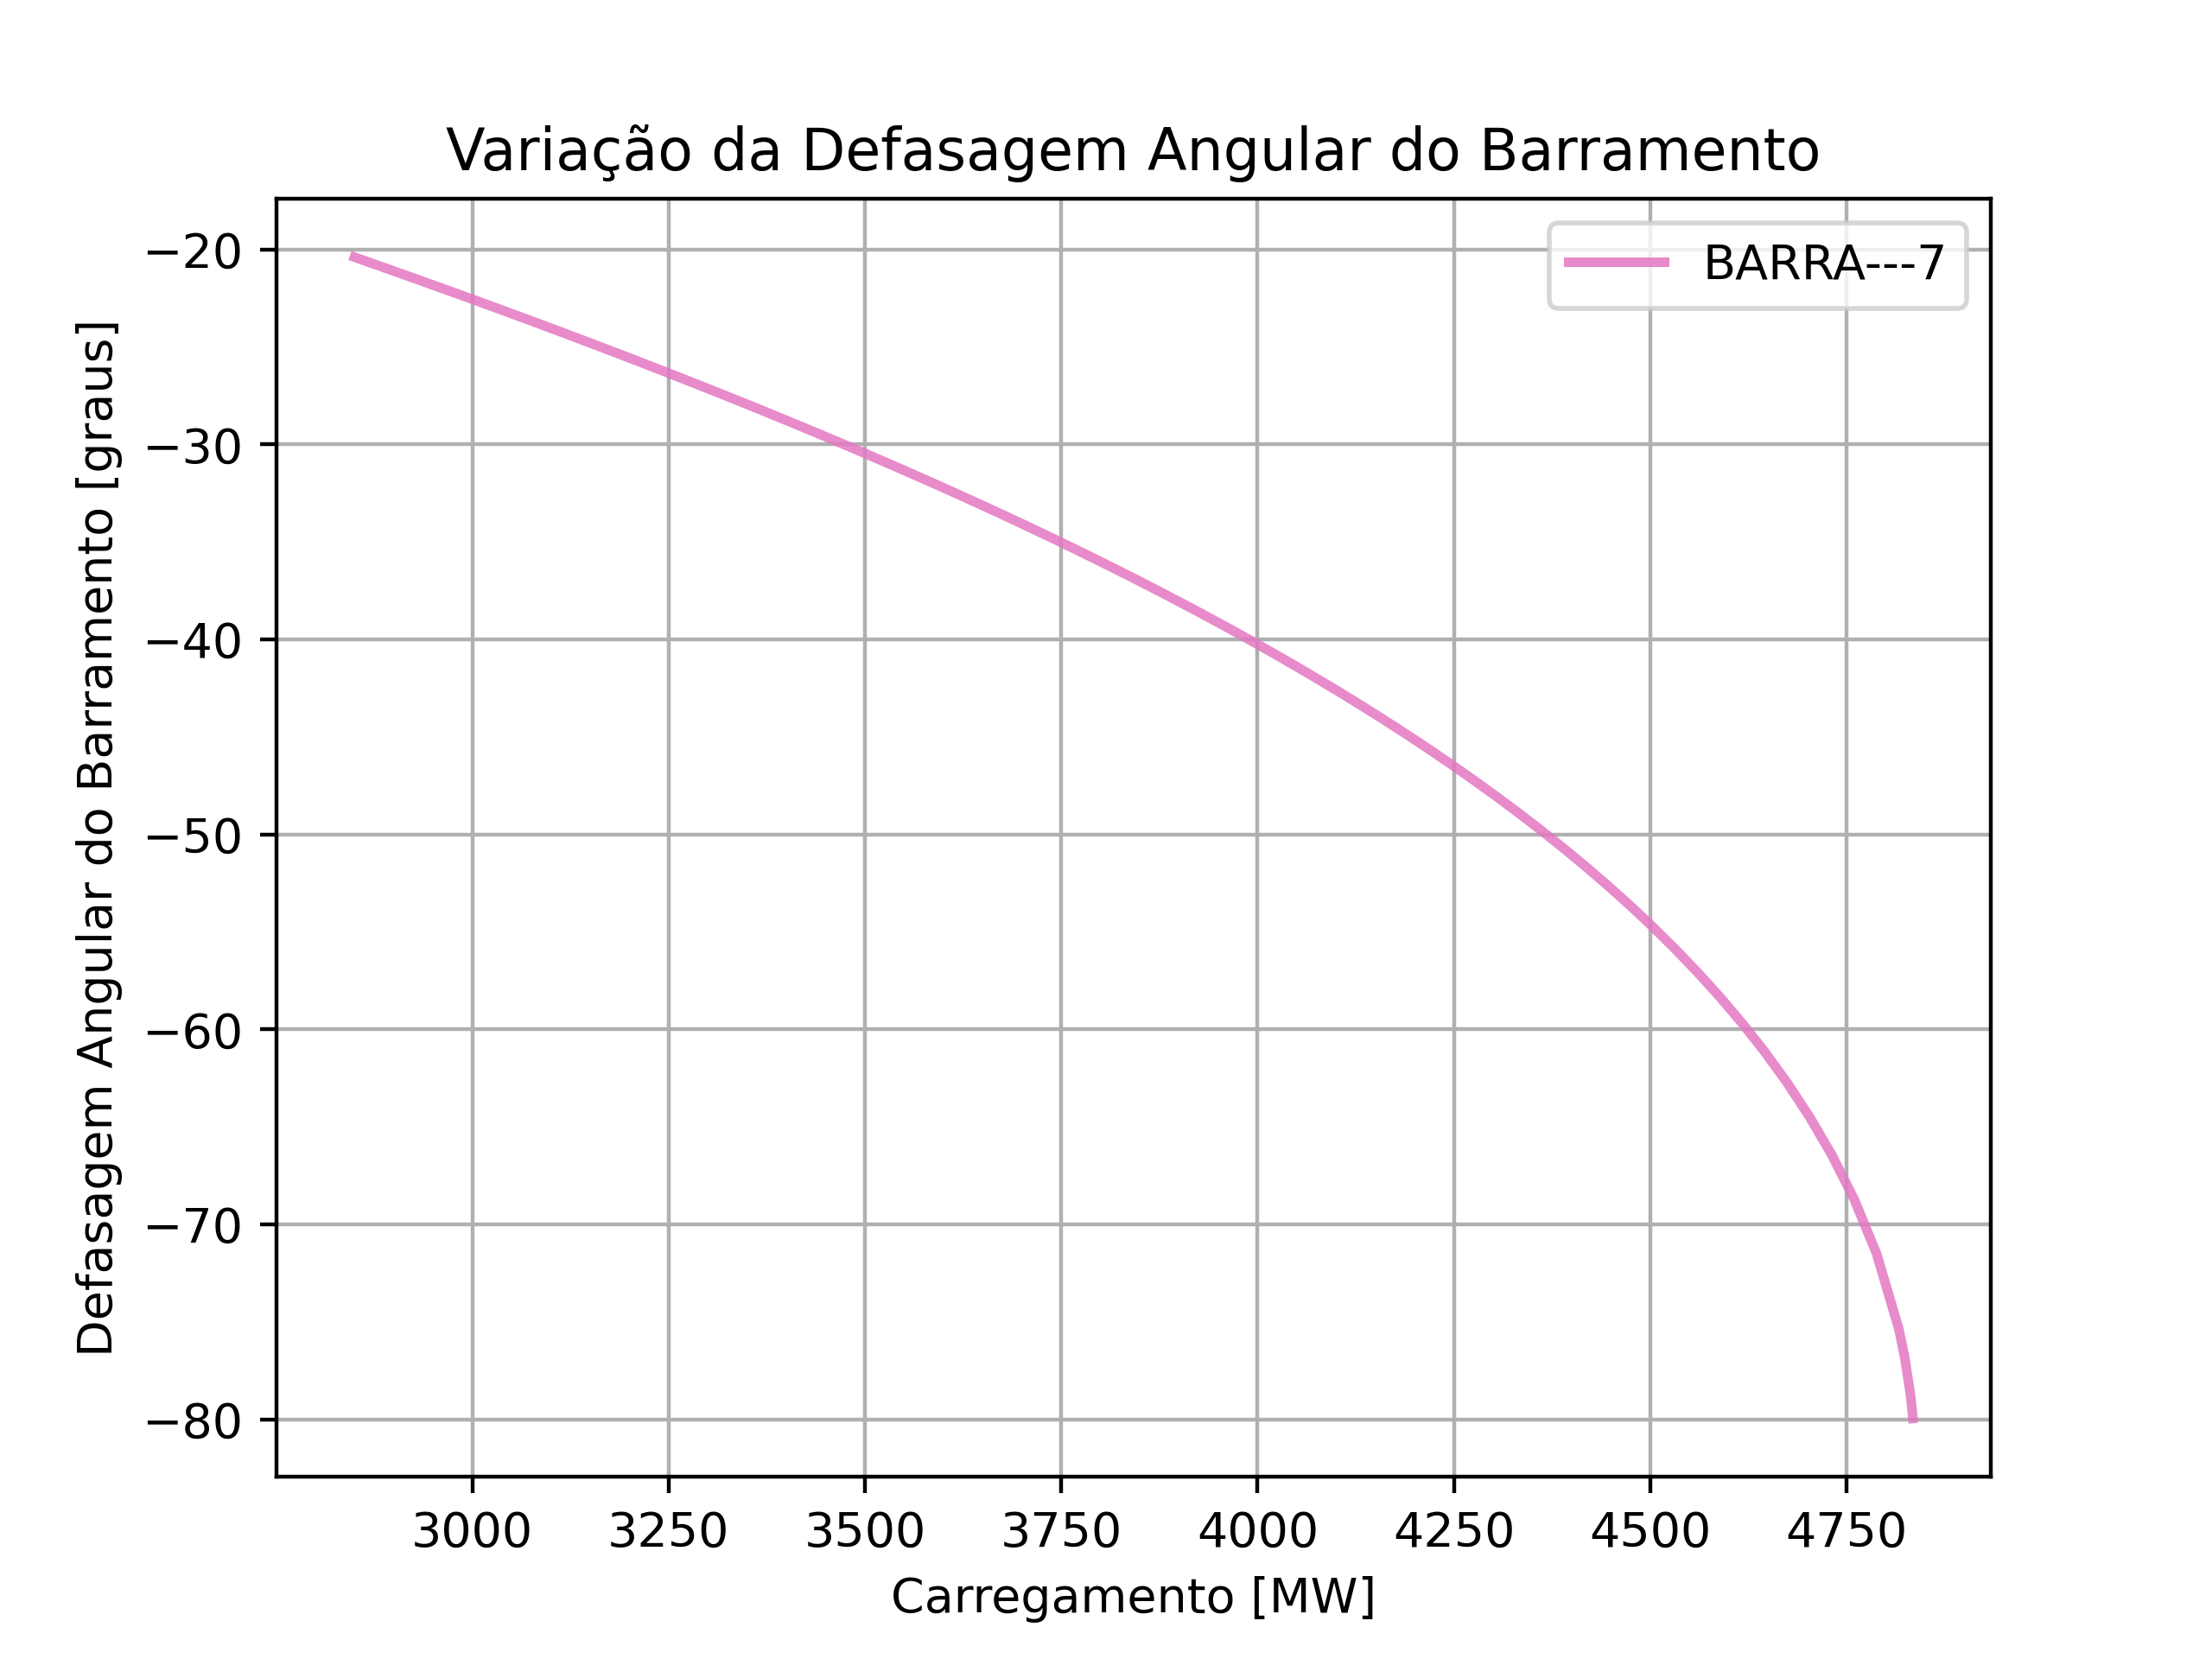 Variação da Defasagem Angular do Barramento
BARRA---7
Defasagem Angular do Barramento [graus]
−20
−30
−40
−50
−60
−70
−80
3000 3250 3500 3750 4000 4250 4500 4750
Carregamento [MW]